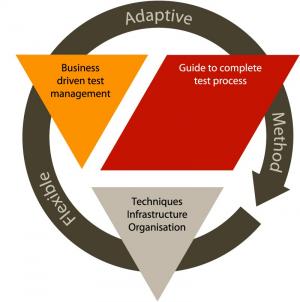 Adaptive
Business
driven test
management
Guide to complete
test process
Method
Techniques
Infrastructure
Organisation
Flexible